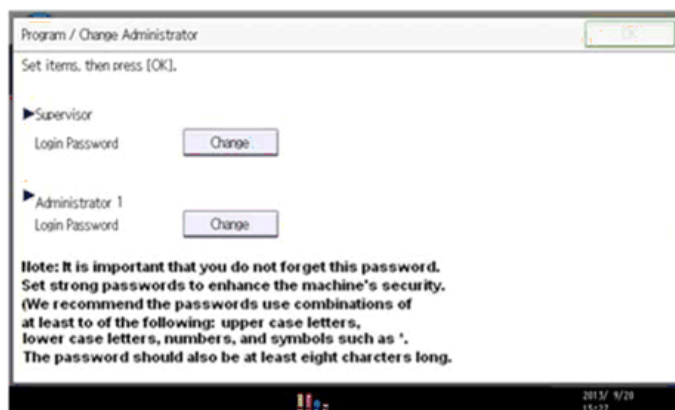 Program / Change Administrator
Set items, then press [OK].
▶Supervisor
Login Password Change
▶Administrator 1
Login Password Change
Note: It is important that you do not forget this password.
Set strong passwords to enhance the machine's security.
(We recommend the passwords use combinations of
at least to of the following: upper case letters,
lower case letters, numbers, and symbols such as *.
The password should also be at least eight charcters long.
2013/ 9/20
15:27